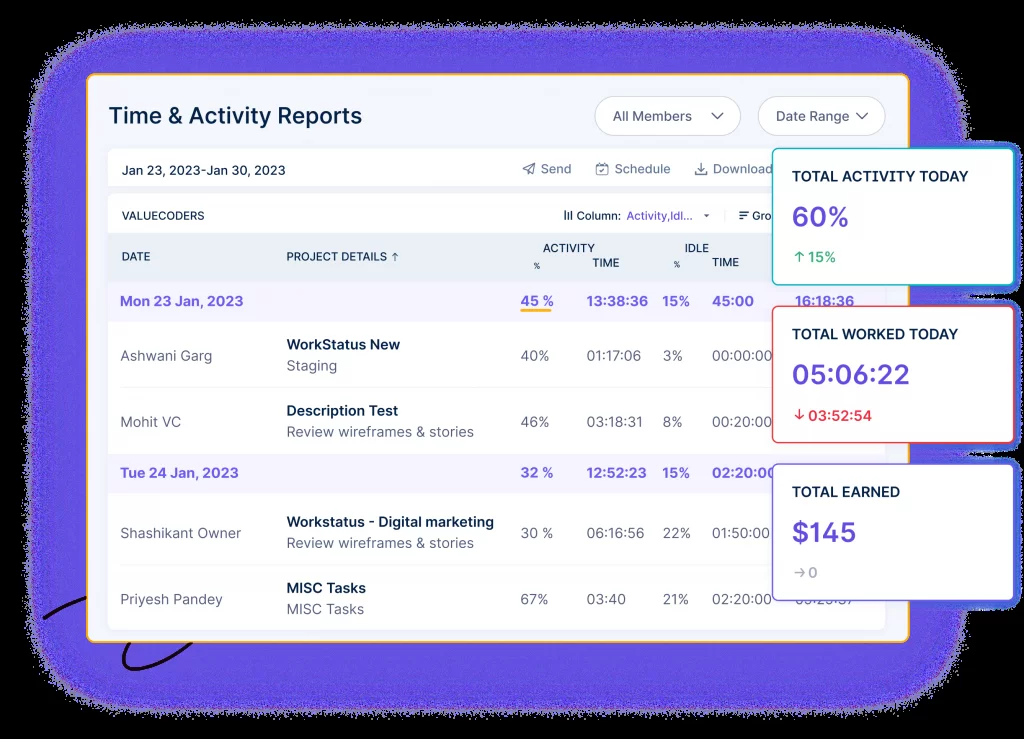 Time & Activity Reports
All Members
Date Range
Jan 23, 2023-Jan 30, 2023
Send
Schedule
Download
VALUECODERS
Column: Activity,Idl...
DATE
PROJECT DETAILS ↑
ACTIVITY
% TIME
IDLE
% TIME
Mon 23 Jan, 2023 45 % 13:38:36 15% 45:00 16:18:36
Ashwani Garg
WorkStatus New
Staging
40% 01:17:06 3% 00:00:00
Mohit VC
Description Test
Review wireframes & stories
46% 03:18:31 8% 00:20:00
Tue 24 Jan, 2023 32 % 12:52:23 15% 02:20:00
Shashikant Owner
Workstatus - Digital marketing
Review wireframes & stories
30 % 06:16:56 22% 01:50:00
Priyesh Pandey
MISC Tasks
MISC Tasks
67% 03:40 21% 02:20:00
TOTAL ACTIVITY TODAY
60%
↑ 15%
TOTAL WORKED TODAY
05:06:22
↓ 03:52:54
TOTAL EARNED
$145
→ 0